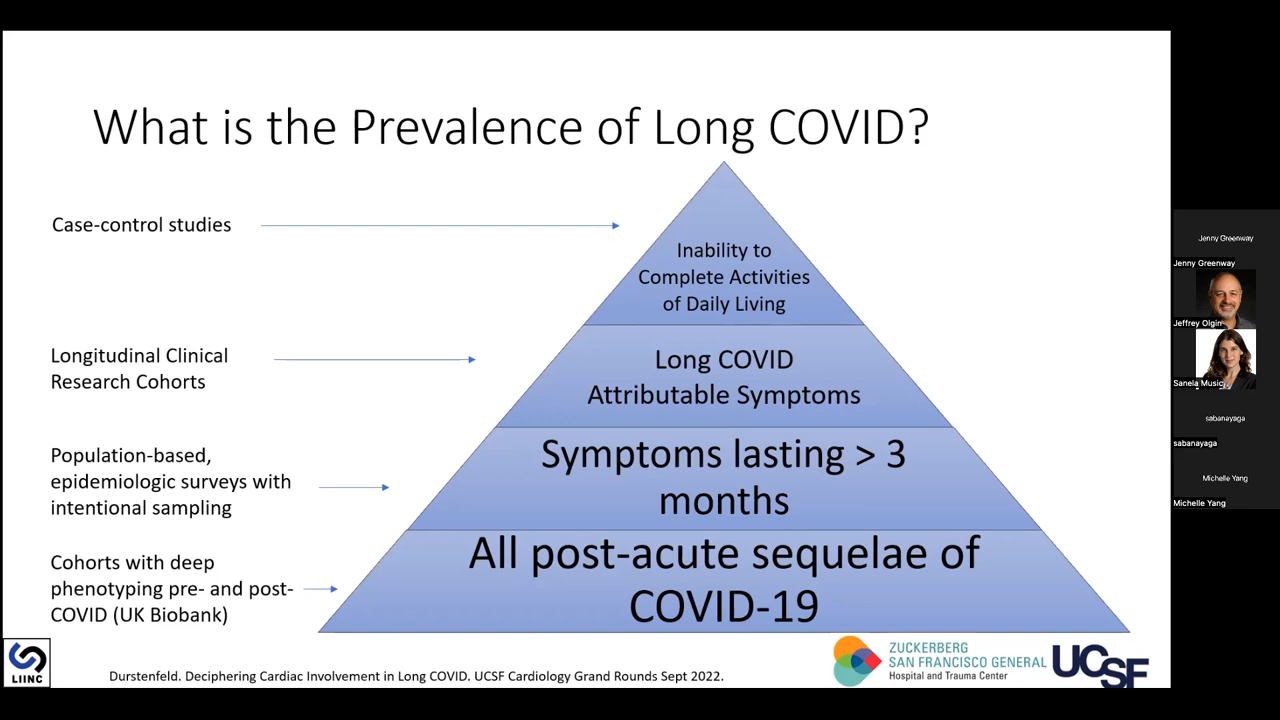 What is the Prevalence of Long COVID?
Case-control studies
Inability to
Complete Activities
of Daily Living
Longitudinal Clinical
Research Cohorts
Long COVID
Attributable Symptoms
Population-based,
epidemiologic surveys with
intentional sampling
Symptoms lasting > 3
months
Cohorts with deep
phenotyping pre- and post-
COVID (UK Biobank)
All post-acute sequelae of
COVID-19
LIINC
Durstenfeld. Deciphering Cardiac Involvement in Long COVID. UCSF Cardiology Grand Rounds Sept 2022.
ZUCKERBERG
SAN FRANCISCO GENERAL
Hospital and Trauma Center
UCSF
Jenny Greenway
Jenny Greenway
Jeffrey Olgin
Sanela Music
sabanayaga
sabanayaga
Michelle Yang
Michelle Yang